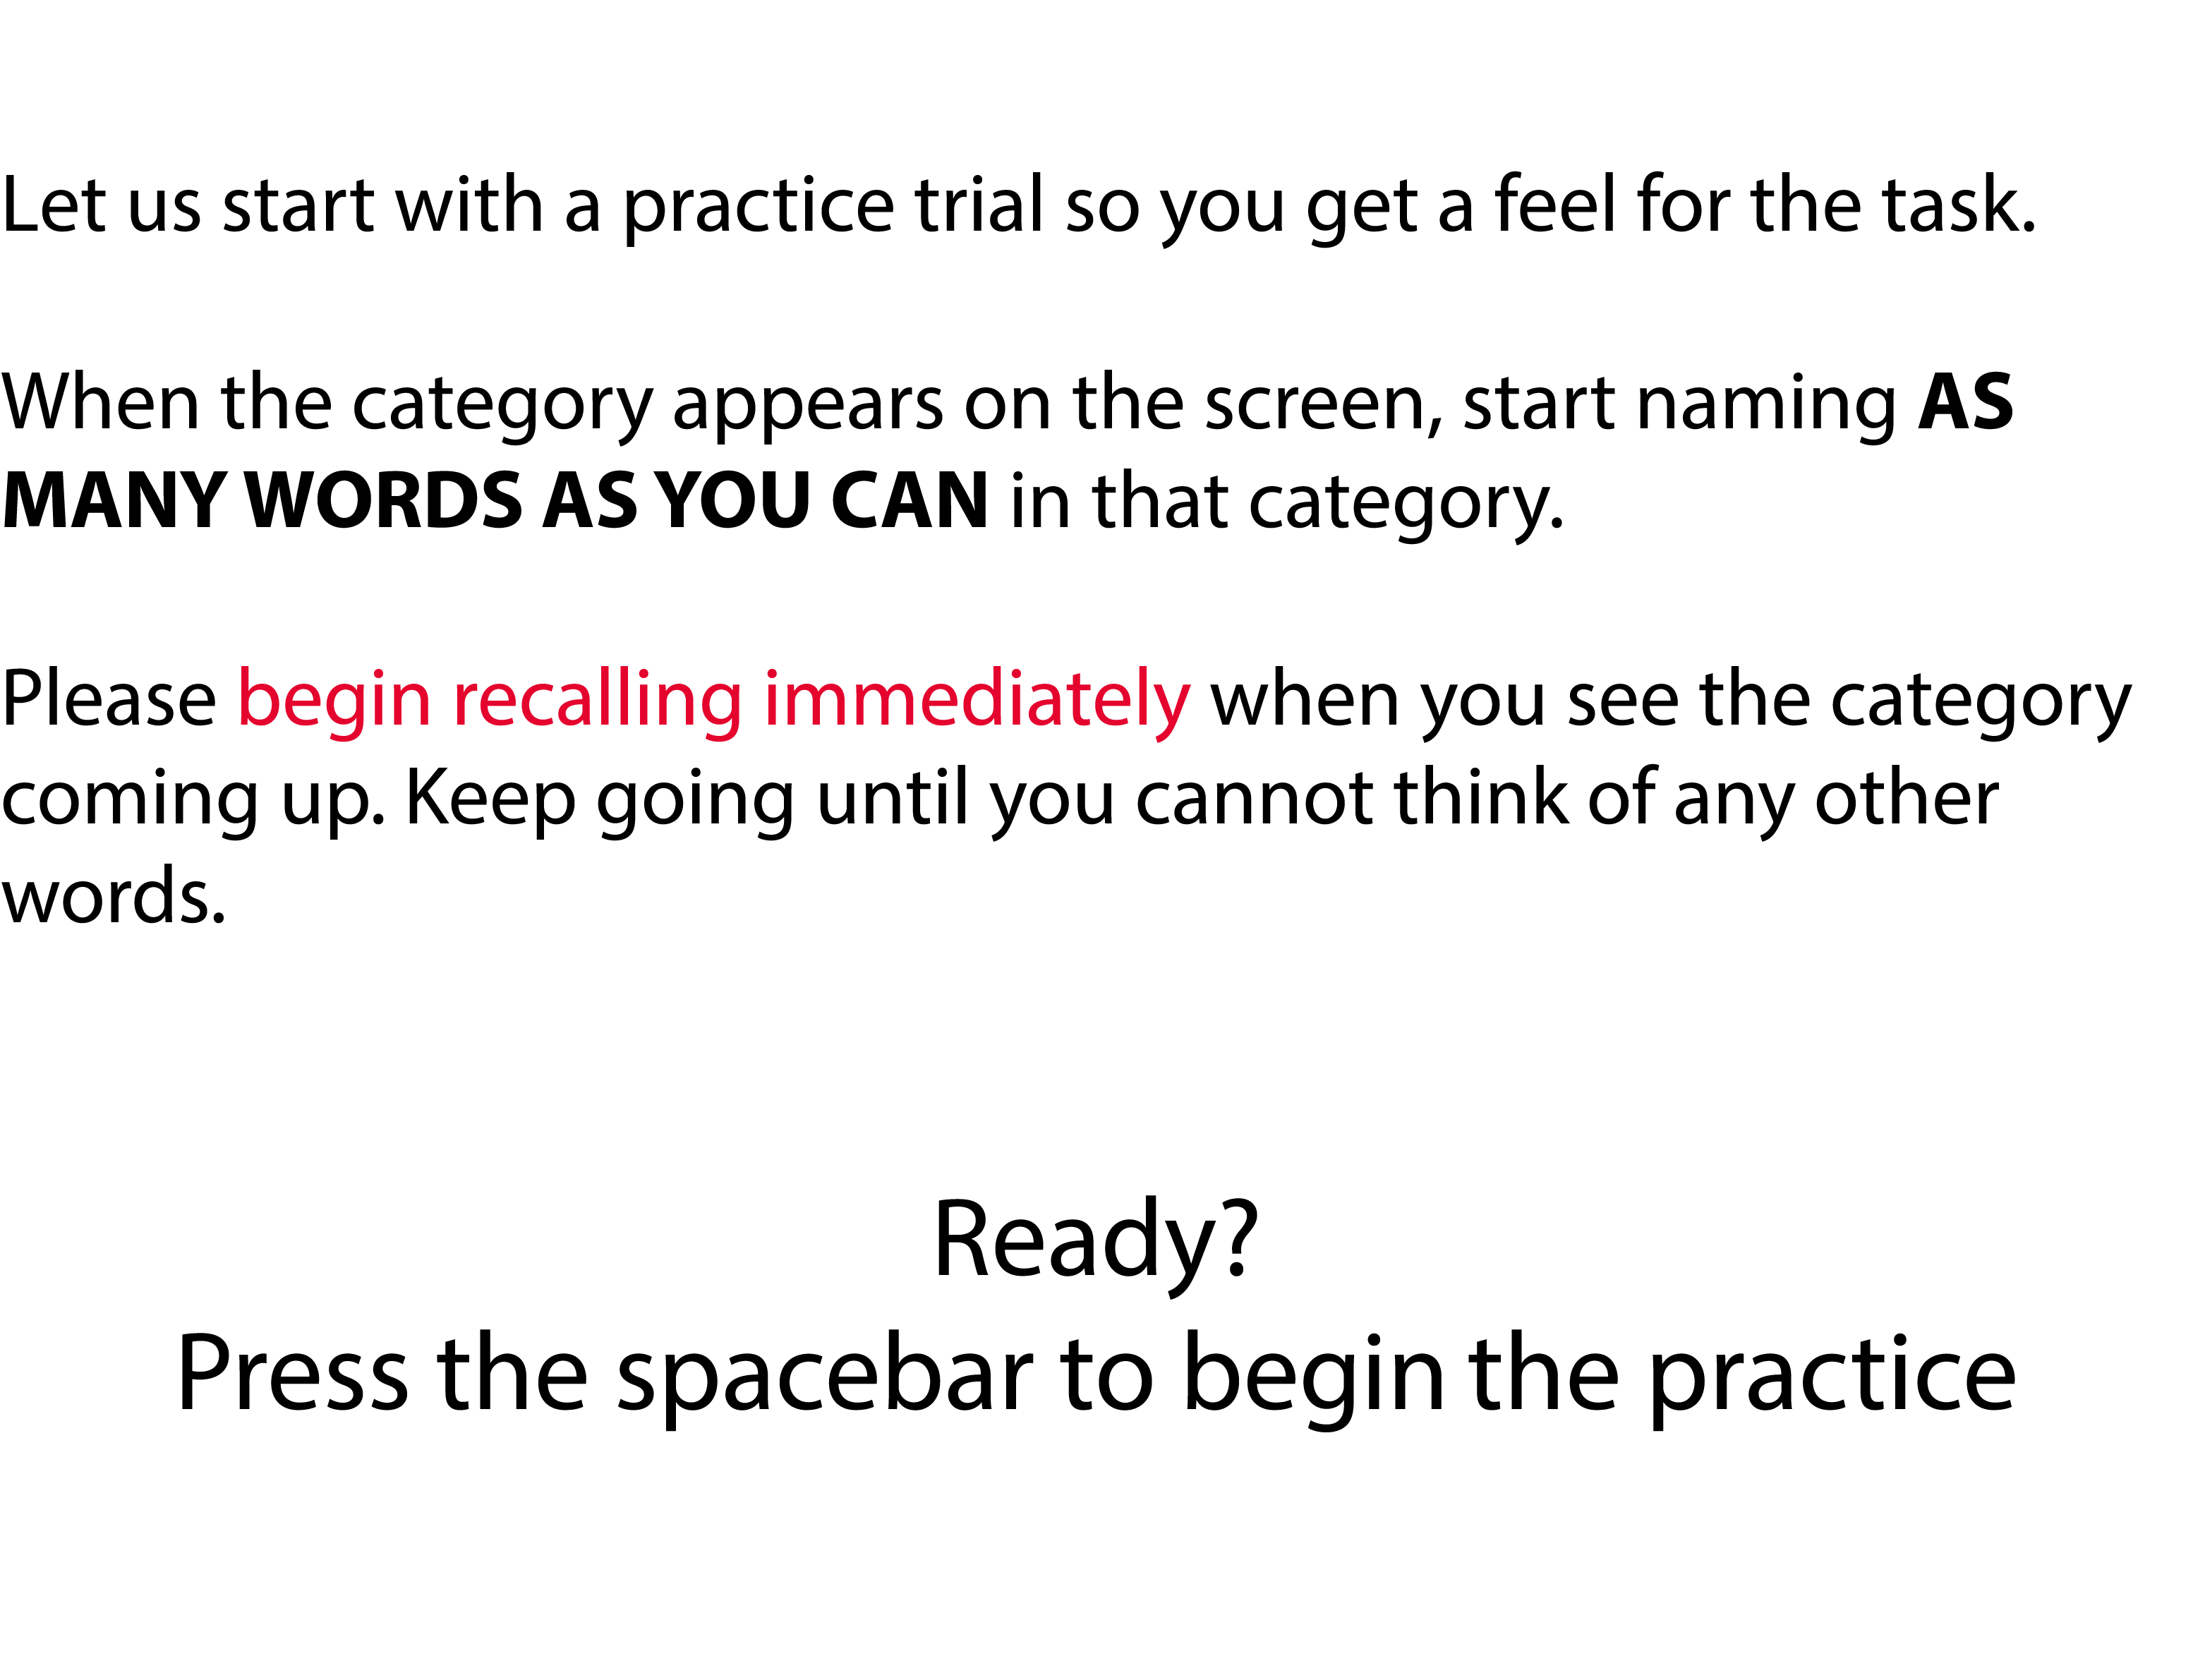 Let us start with a practice trial so you get a feel for the task.
When the category appears on the screen, start naming AS
MANY WORDS AS YOU CAN in that category.
Please begin recalling immediately when you see the category
coming up. Keep going until you cannot think of any other
words.
Ready?
Press the spacebar to begin the practice